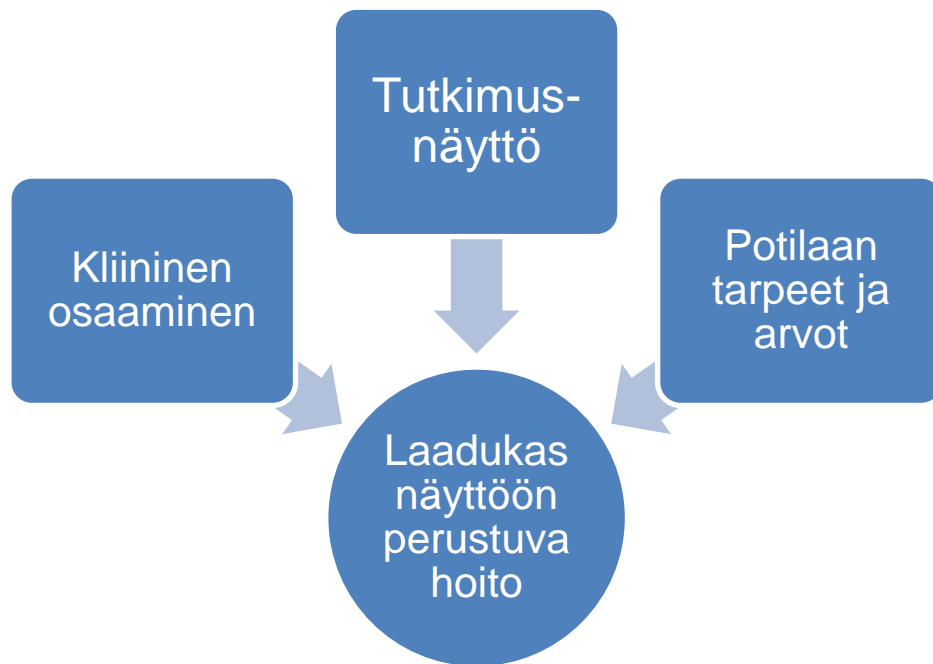 Tutkimus-
näyttö
Kliininen
osaaminen
Potilaan
tarpeet ja
arvot
Laadukas
näyttöön
perustuva
hoito